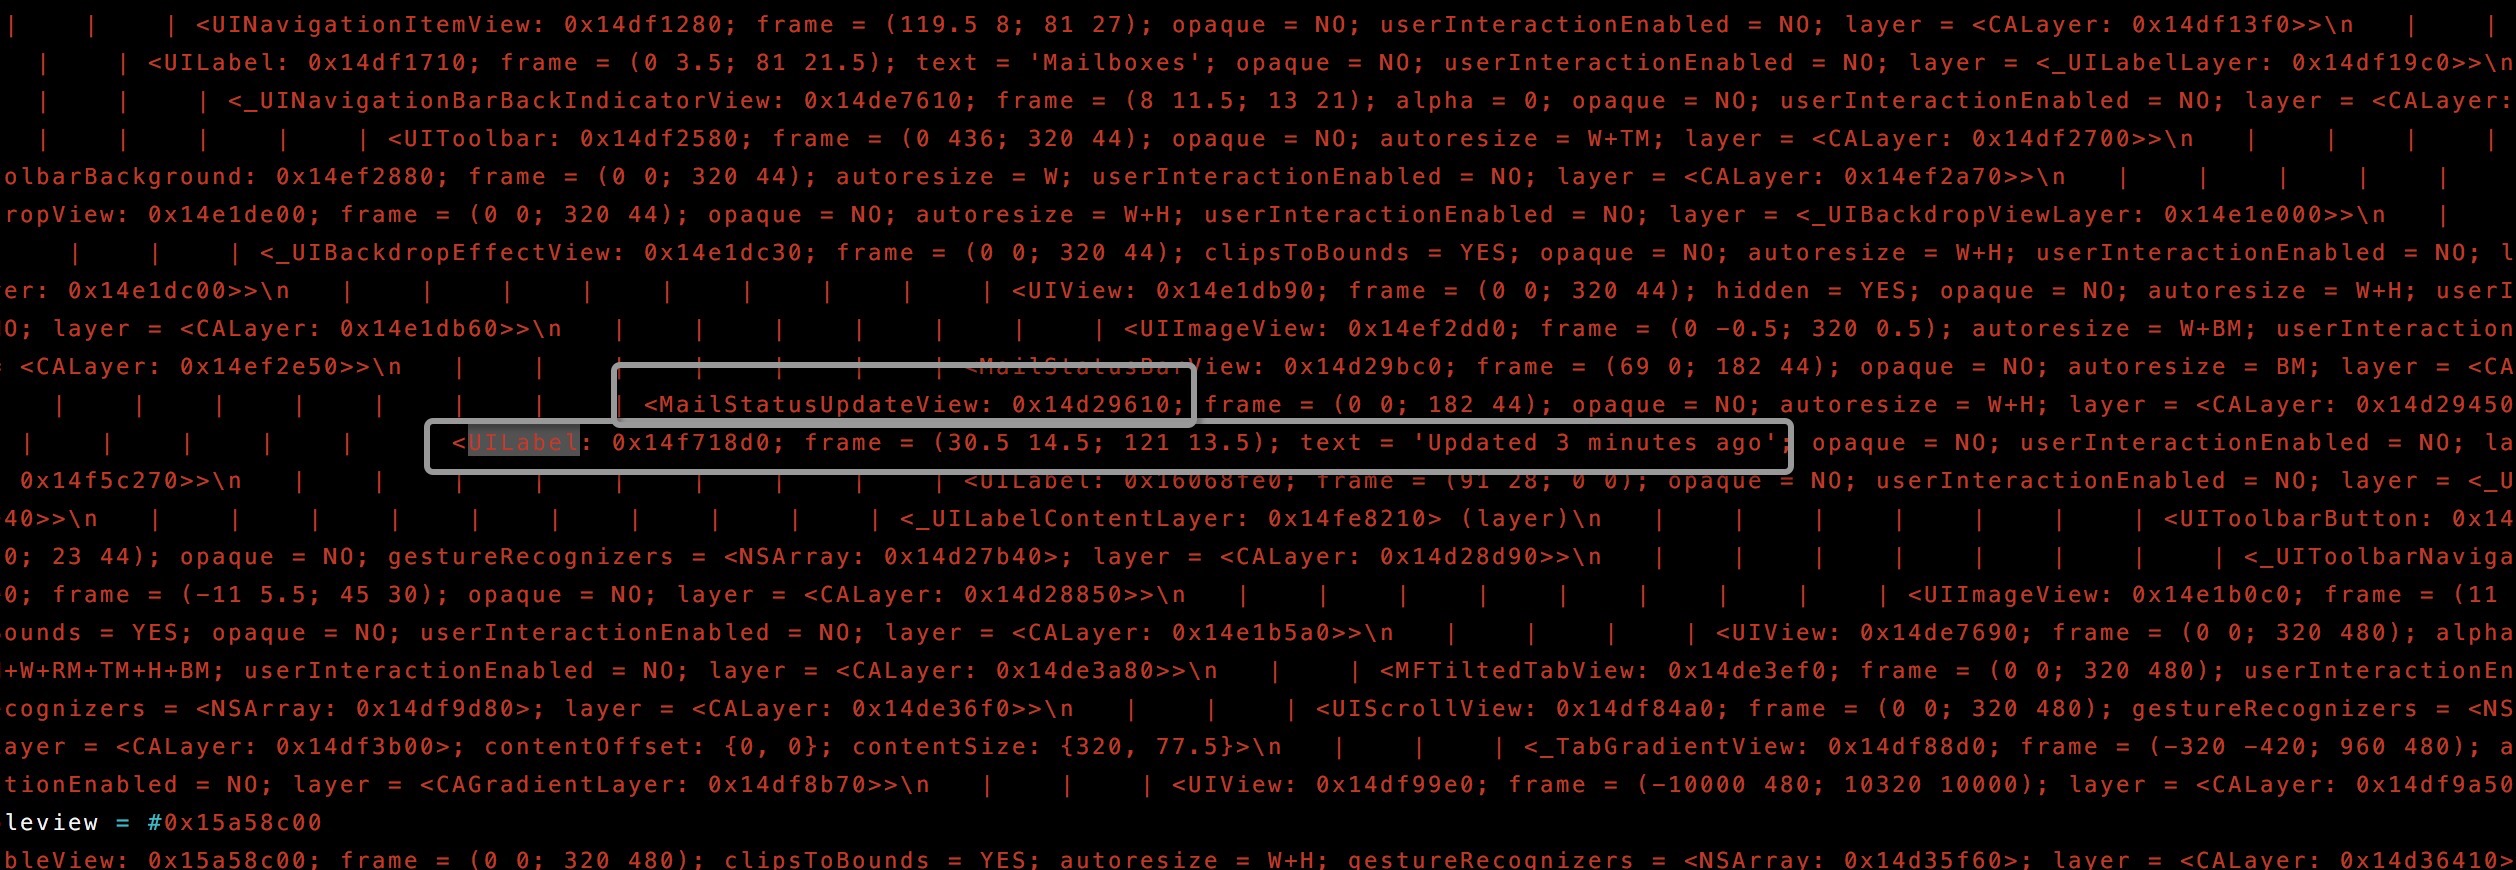 |    |    | <UINavigationItemView: 0x14df1280; frame = (119.5 8; 81 27); opaque = NO; userInteractionEnabled = NO; layer = <CALayer: 0x14df13f0>>\n   |    |
|    | <UILabel: 0x14df1710; frame = (0 3.5; 81 21.5); text = 'Mailboxes'; opaque = NO; userInteractionEnabled = NO; layer = <_UILabelLayer: 0x14df19c0>>\n
|    |    | <_UINavigationBarBackIndicatorView: 0x14de7610; frame = (8 11.5; 13 21); alpha = 0; opaque = NO; userInteractionEnabled = NO; layer = <CALayer:
|    |    |    |    | <UIToolbar: 0x14df2580; frame = (0 436; 320 44); opaque = NO; autoresize = W+TM; layer = <CALayer: 0x14df2700>>\n   |    |    |    |
olbarBackground: 0x14ef2880; frame = (0 0; 320 44); autoresize = W; userInteractionEnabled = NO; layer = <CALayer: 0x14ef2a70>>\n   |    |    |    |    |
ropView: 0x14e1de00; frame = (0 0; 320 44); opaque = NO; autoresize = W+H; userInteractionEnabled = NO; layer = <_UIBackdropViewLayer: 0x14e1e000>>\n   |
|    |    | <_UIBackdropEffectView: 0x14e1dc30; frame = (0 0; 320 44); clipsToBounds = YES; opaque = NO; autoresize = W+H; userInteractionEnabled = NO; l
er: 0x14e1dc00>>\n   |    |    |    |    |    |    |    |    | <UIView: 0x14e1db90; frame = (0 0; 320 44); hidden = YES; opaque = NO; autoresize = W+H; userI
O; layer = <CALayer: 0x14e1db60>>\n   |    |    |    |    |    |    | <UIImageView: 0x14ef2dd0; frame = (0 -0.5; 320 0.5); autoresize = W+BM; userInteraction
= <CALayer: 0x14ef2e50>>\n   |    |    |    |    |    |    | <MailStatusBarView: 0x14d29bc0; frame = (69 0; 182 44); opaque = NO; autoresize = BM; layer = <CA
|    |    |    |    |    |    |    | <MailStatusUpdateView: 0x14d29610; frame = (0 0; 182 44); opaque = NO; autoresize = W+H; layer = <CALayer: 0x14d29450
|    |    |    |    |    <UILabel: 0x14f718d0; frame = (30.5 14.5; 121 13.5); text = 'Updated 3 minutes ago'; opaque = NO; userInteractionEnabled = NO; la
0x14f5c270>>\n   |    |    |    |    |    |    |    |    | <UILabel: 0x16068fe0; frame = (91 28; 0 0); opaque = NO; userInteractionEnabled = NO; layer = <_U
40>>\n   |    |    |    |    |    |    |    |    |    | <_UILabelContentLayer: 0x14fe8210> (layer)\n   |    |    |    |    |    |    | <UIToolbarButton: 0x14
0; 23 44); opaque = NO; gestureRecognizers = <NSArray: 0x14d27b40>; layer = <CALayer: 0x14d28d90>>\n   |    |    |    |    |    |    |    | <_UIToolbarNaviga
0; frame = (-11 5.5; 45 30); opaque = NO; layer = <CALayer: 0x14d28850>>\n   |    |    |    |    |    |    |    |    | <UIImageView: 0x14e1b0c0; frame = (11
ounds = YES; opaque = NO; userInteractionEnabled = NO; layer = <CALayer: 0x14e1b5a0>>\n   |    |    |    | <UIView: 0x14de7690; frame = (0 0; 320 480); alpha
+W+RM+TM+H+BM; userInteractionEnabled = NO; layer = <CALayer: 0x14de3a80>>\n   |    | <MFTiltedTabView: 0x14de3ef0; frame = (0 0; 320 480); userInteractionEn
cognizers = <NSArray: 0x14df9d80>; layer = <CALayer: 0x14de36f0>>\n   |    |    | <UIScrollView: 0x14df84a0; frame = (0 0; 320 480); gestureRecognizers = <NS
ayer = <CALayer: 0x14df3b00>; contentOffset: {0, 0}; contentSize: {320, 77.5}>\n   |    |    | <_TabGradientView: 0x14df88d0; frame = (-320 -420; 960 480); a
tionEnabled = NO; layer = <CAGradientLayer: 0x14df8b70>>\n   |    |    | <UIView: 0x14df99e0; frame = (-10000 480; 10320 10000); layer = <CALayer: 0x14df9a50
leview = #0x15a58c00
bleView: 0x15a58c00; frame = (0 0; 320 480); clipsToBounds = YES; autoresize = W+H; gestureRecognizers = <NSArray: 0x14d35f60>; layer = <CALayer: 0x14d36410>